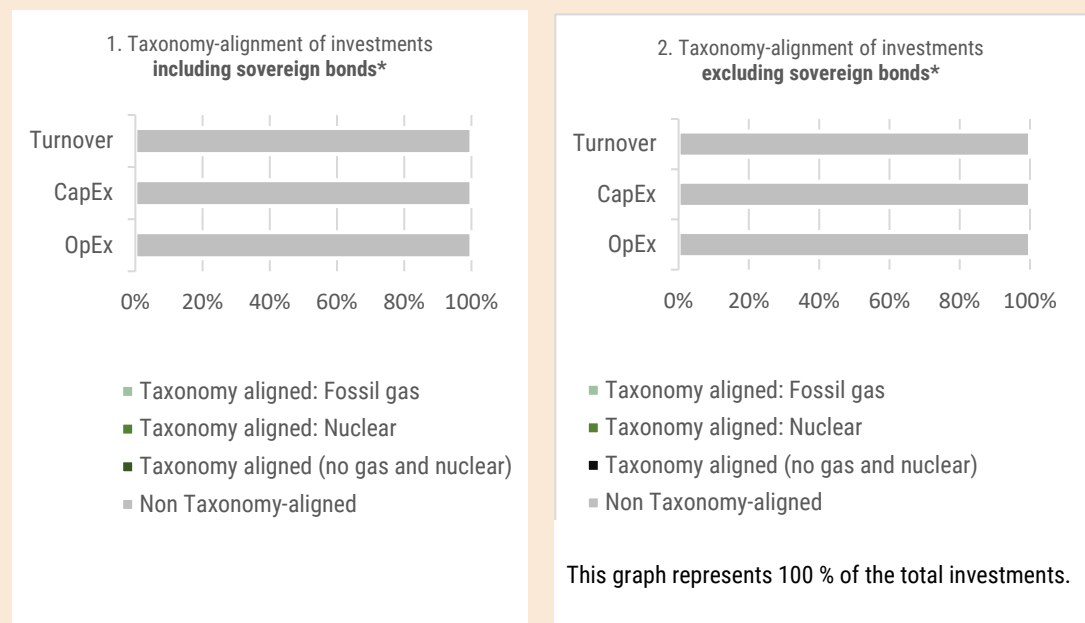 1. Taxonomy-alignment of investments
including sovereign bonds*
Turnover
CapEx
OpEx
0% 20% 40% 60% 80% 100%
Taxonomy aligned: Fossil gas
Taxonomy aligned: Nuclear
Taxonomy aligned (no gas and nuclear)
Non Taxonomy-aligned
2. Taxonomy-alignment of investments
excluding sovereign bonds*
Turnover
CapEx
OpEx
0% 20% 40% 60% 80% 100%
Taxonomy aligned: Fossil gas
Taxonomy aligned: Nuclear
Taxonomy aligned (no gas and nuclear)
Non Taxonomy-aligned
This graph represents 100 % of the total investments.